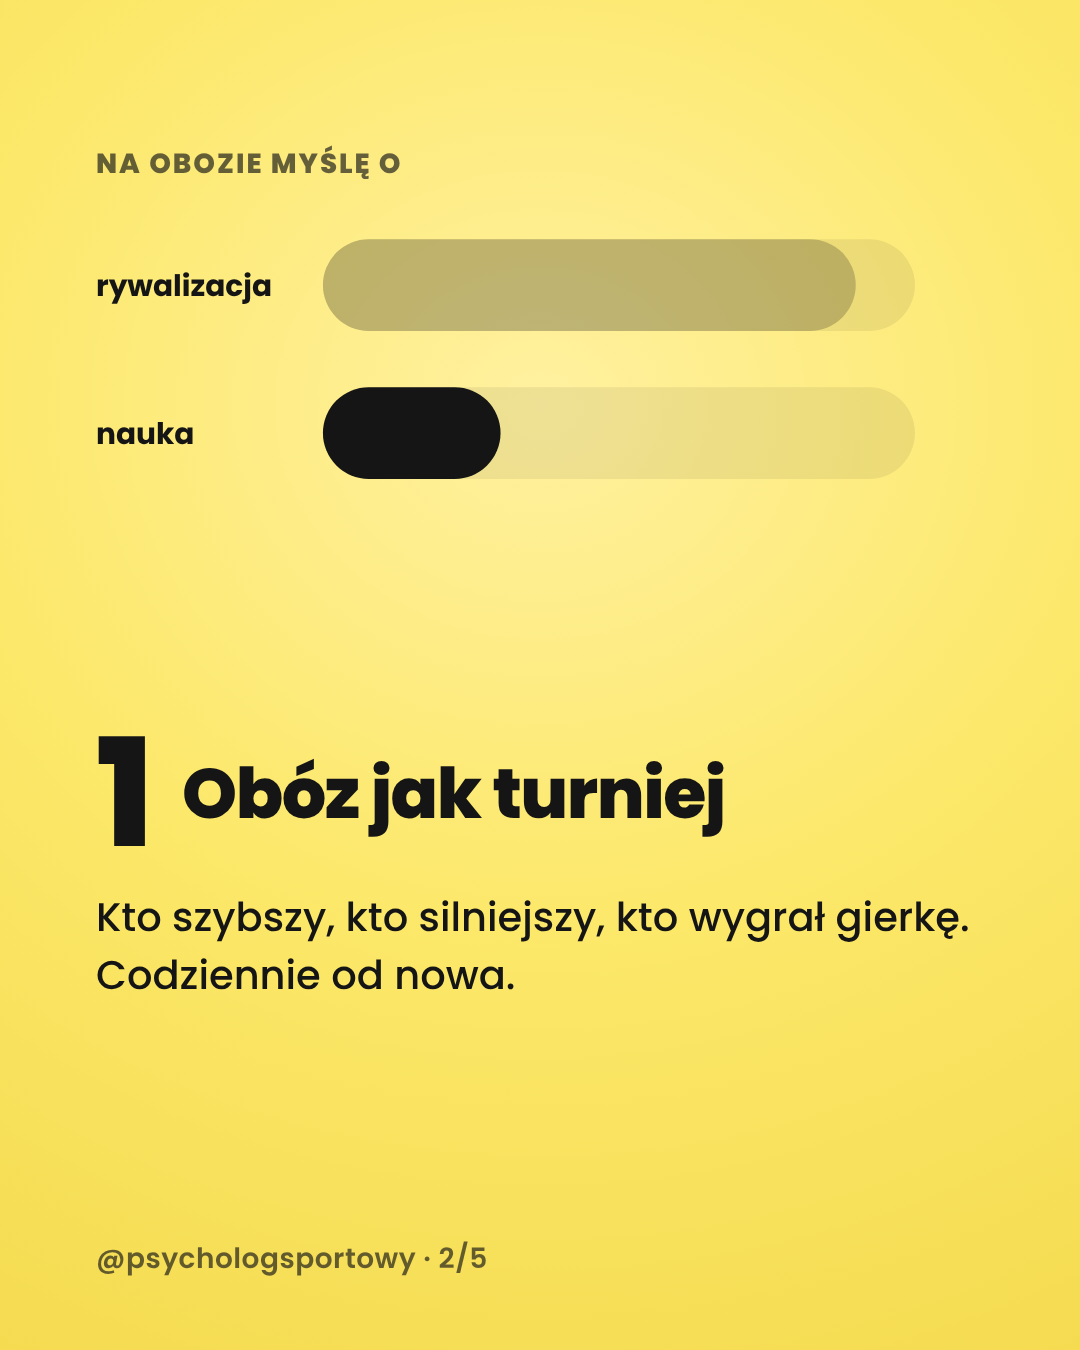 NA OBOZIE MYŚLĘ O
rywalizacja
nauka
1 Obóz jak turniej
Kto szybszy, kto silniejszy, kto wygrał gierkę.
Codziennie od nowa.
@psychologsportowy · 2/5